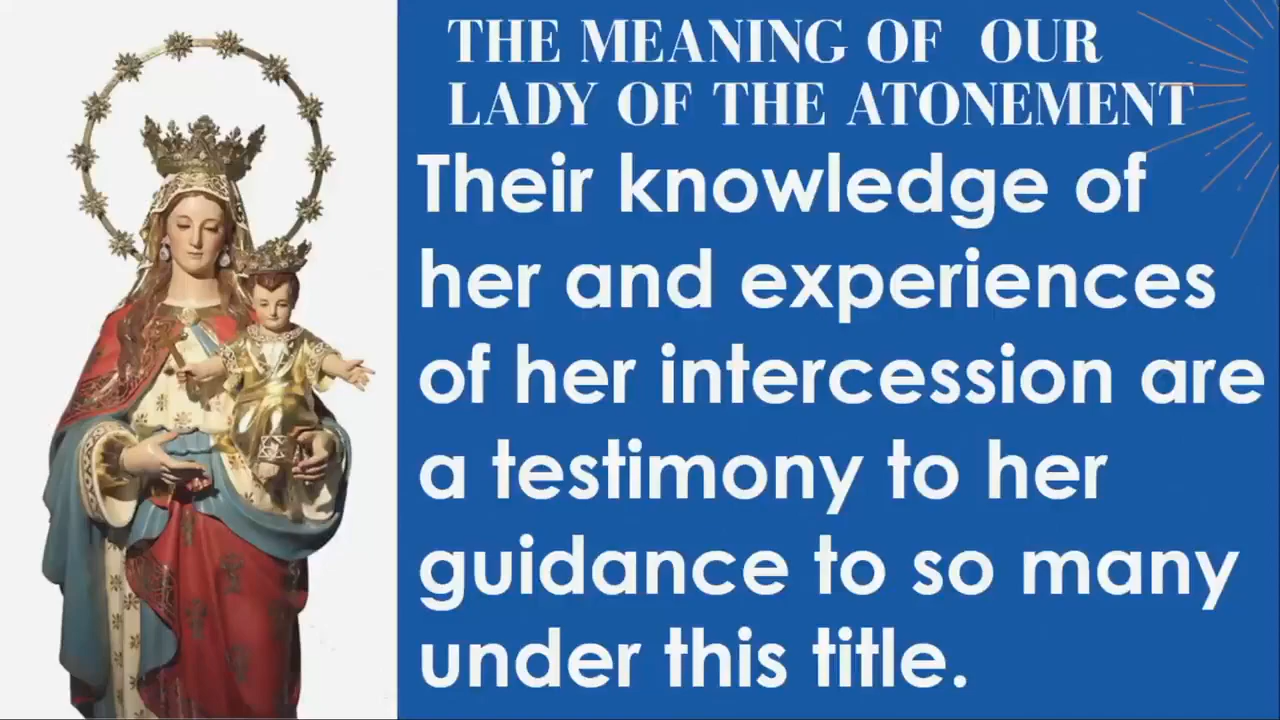 THE MEANING OF OUR
LADY OF THE ATONEMENT
Their knowledge of
her and experiences
of her intercession are
a testimony to her
guidance to so many
under this title.